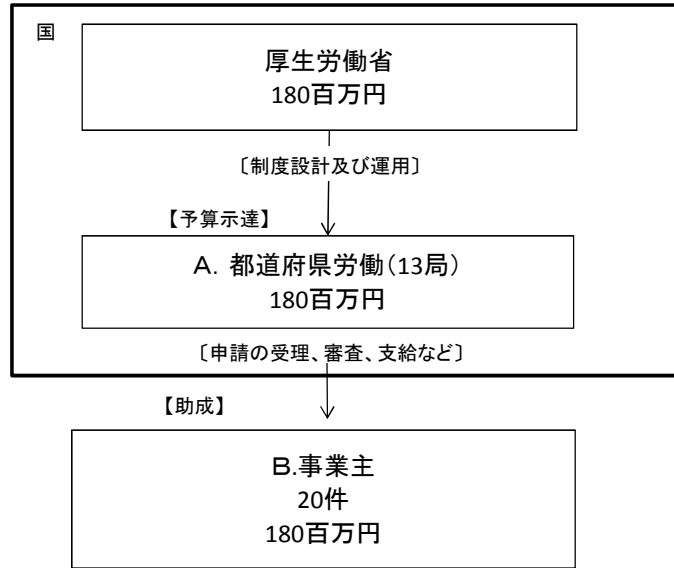 国
厚生労働省
180百万円
〔制度設計及び運用〕
【予算示達】
A. 都道府県労働(13局)
180百万円
〔申請の受理、審査、支給など〕
【助成】
B.事業主
20件
180百万円